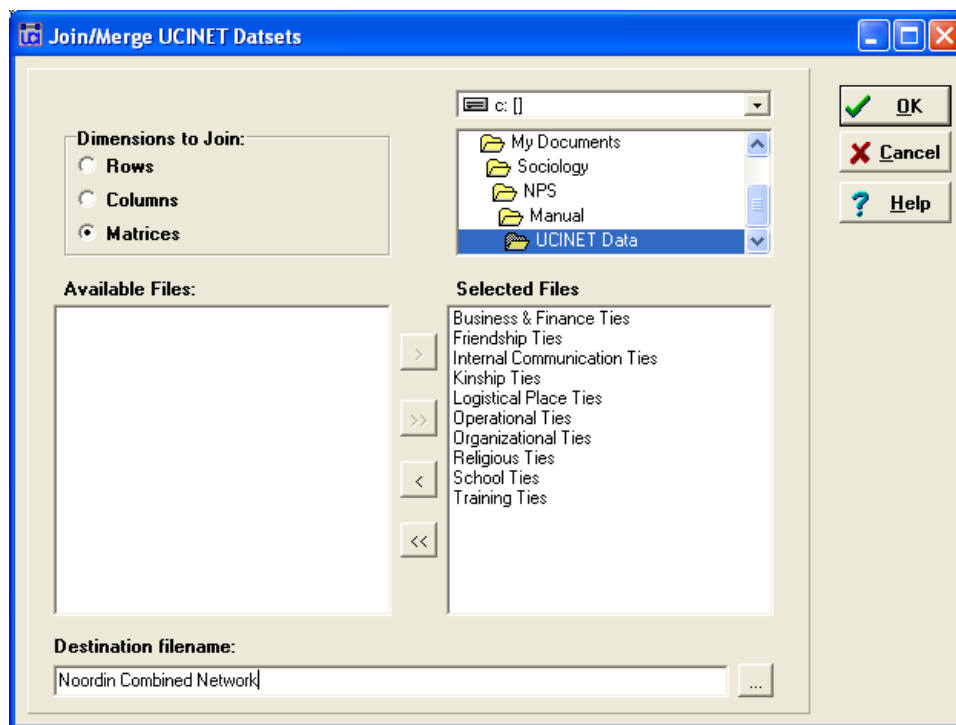 Join/Merge UCINET Datsets
c: []
Dimensions to Join:
Rows
Columns
Matrices
My Documents
Sociology
NPS
Manual
UCINET Data
OK
Cancel
Help
Available Files:
Selected Files
Business & Finance Ties
Friendship Ties
Internal Communication Ties
Kinship Ties
Logistical Place Ties
Operational Ties
Organizational Ties
Religious Ties
School Ties
Training Ties
>
>>
<
<<
Destination filename:
Noordin Combined Network
...